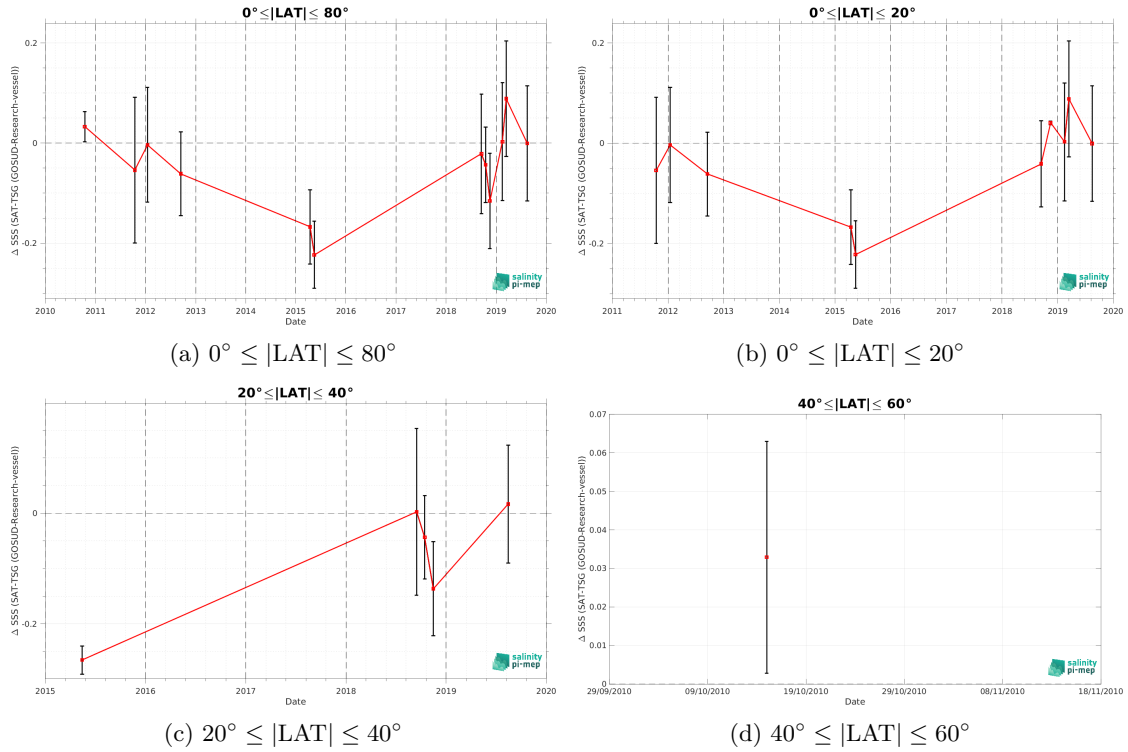 0°≤|LAT|≤ 80°
Δ SSS (SAT-TSG (GOSUD-Research-vessel))
0.2
0
-0.2
2010 2011 2012 2013 2014 2015 2016 2017 2018 2019 2020
Date
salinity
pi-mep
(a) 0° ≤ |LAT| ≤ 80°
0°≤|LAT|≤ 20°
Δ SSS (SAT-TSG (GOSUD-Research-vessel))
0.2
0
-0.2
2011 2012 2013 2014 2015 2016 2017 2018 2019 2020
Date
salinity
pi-mep
(b) 0° ≤ |LAT| ≤ 20°
20°≤|LAT|≤ 40°
Δ SSS (SAT-TSG (GOSUD-Research-vessel))
0
-0.2
2015 2016 2017 2018 2019 2020
Date
salinity
pi-mep
(c) 20° ≤ |LAT| ≤ 40°
40°≤|LAT|≤ 60°
Δ SSS (SAT-TSG (GOSUD-Research-vessel))
0.07
0.06
0.05
0.04
0.03
0.02
0.01
0
29/09/2010 09/10/2010 19/10/2010 29/10/2010 08/11/2010 18/11/2010
Date
salinity
pi-mep
(d) 40° ≤ |LAT| ≤ 60°